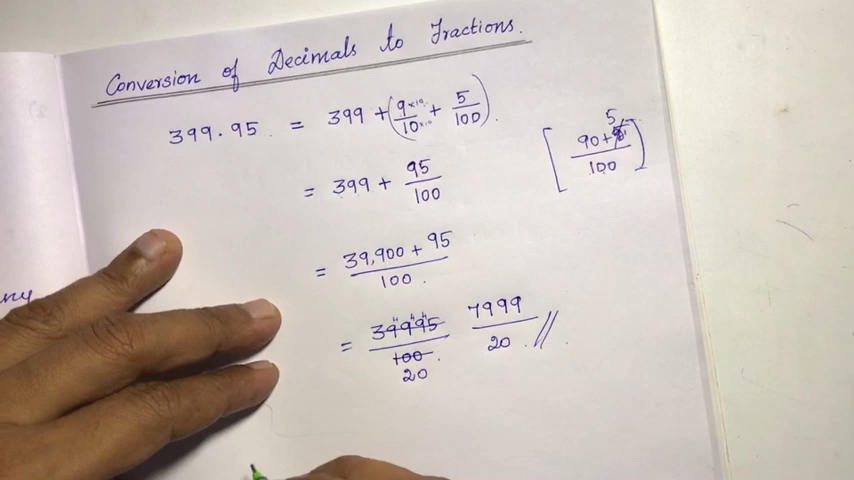 Conversion of Decimals to Fractions.
399.95 = 399 + (9×10/10×10 + 5/100).
[90+5/100)
= 399 + 95/100
= 39,900 + 95/100.
= 39995/100. 7999/20 //.
20